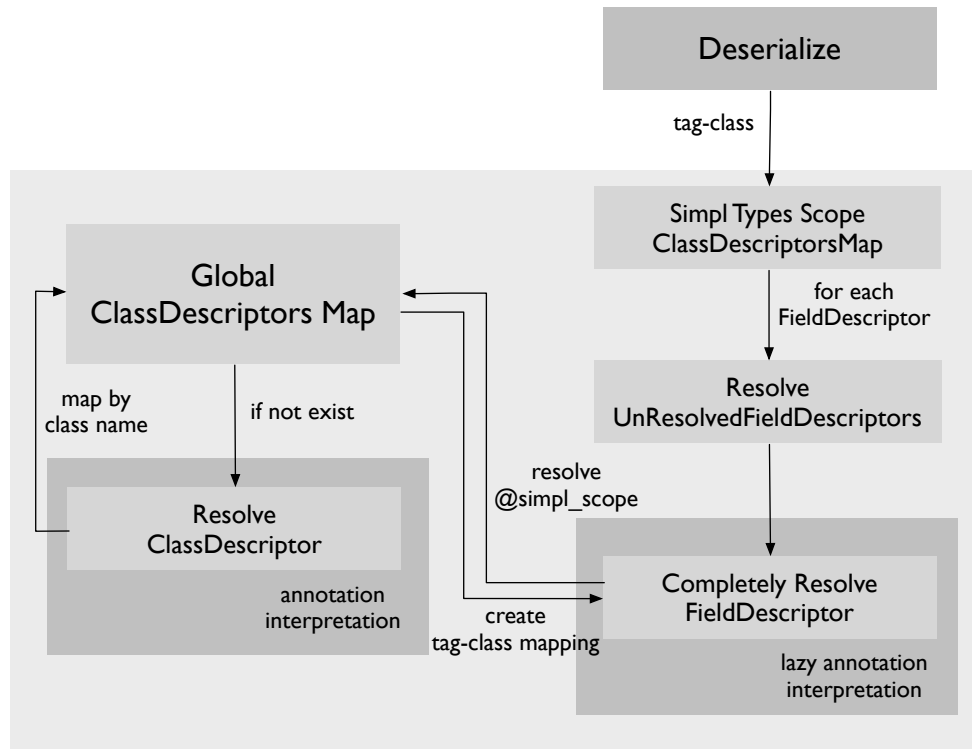 Deserialize
tag-class
Simpl Types Scope
ClassDescriptorsMap
for each
FieldDescriptor
Resolve
UnResolvedFieldDescriptors
Global
ClassDescriptors Map
map by
class name
if not exist
Resolve
ClassDescriptor
annotation
interpretation
resolve
@simpl_scope
create
tag-class mapping
Completely Resolve
FieldDescriptor
lazy annotation
interpretation